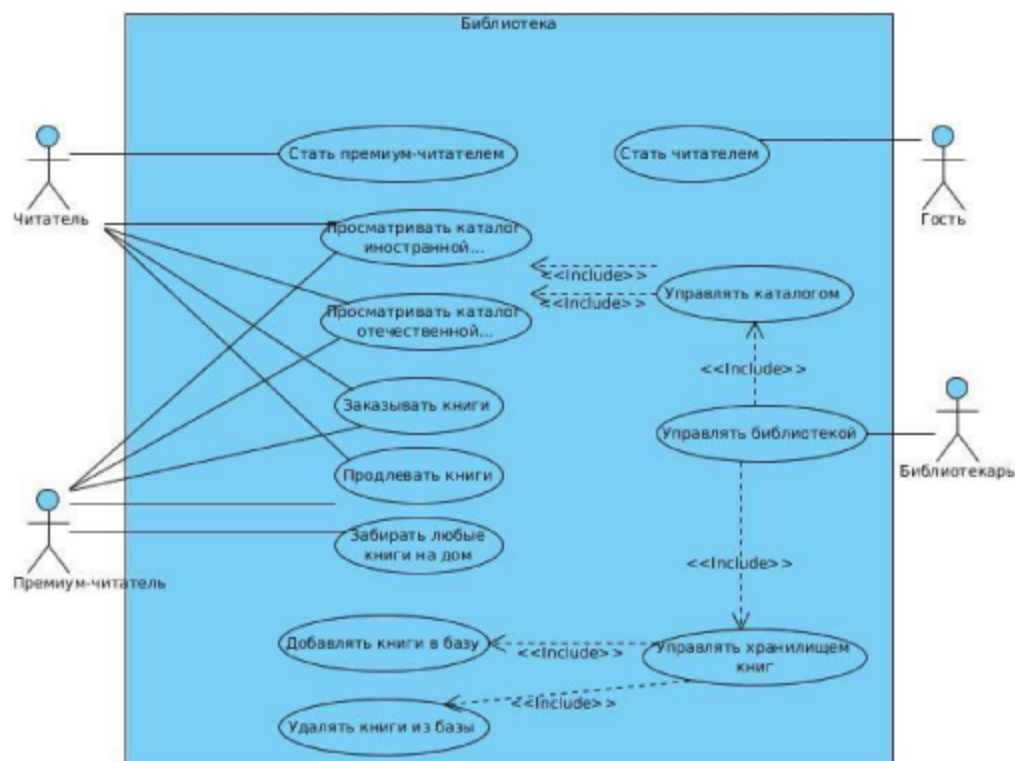 Библиотека
Стать премиум-читателем
Стать читателем
Читатель
Гость
Просматривать каталог
иностранной...
<<Include>>
<<Include>>
Управлять каталогом
Просматривать каталог
отечественной...
<<Include>>
Заказывать книги
Управлять библиотекой
Библиотекарь
Продлевать книги
Забирать любые
книги на дом
<<Include>>
Премиум-читатель
Добавлять книги в базу
<<Include>>
Управлять хранилищем
книг
<<Include>>
Удалять книги из базы